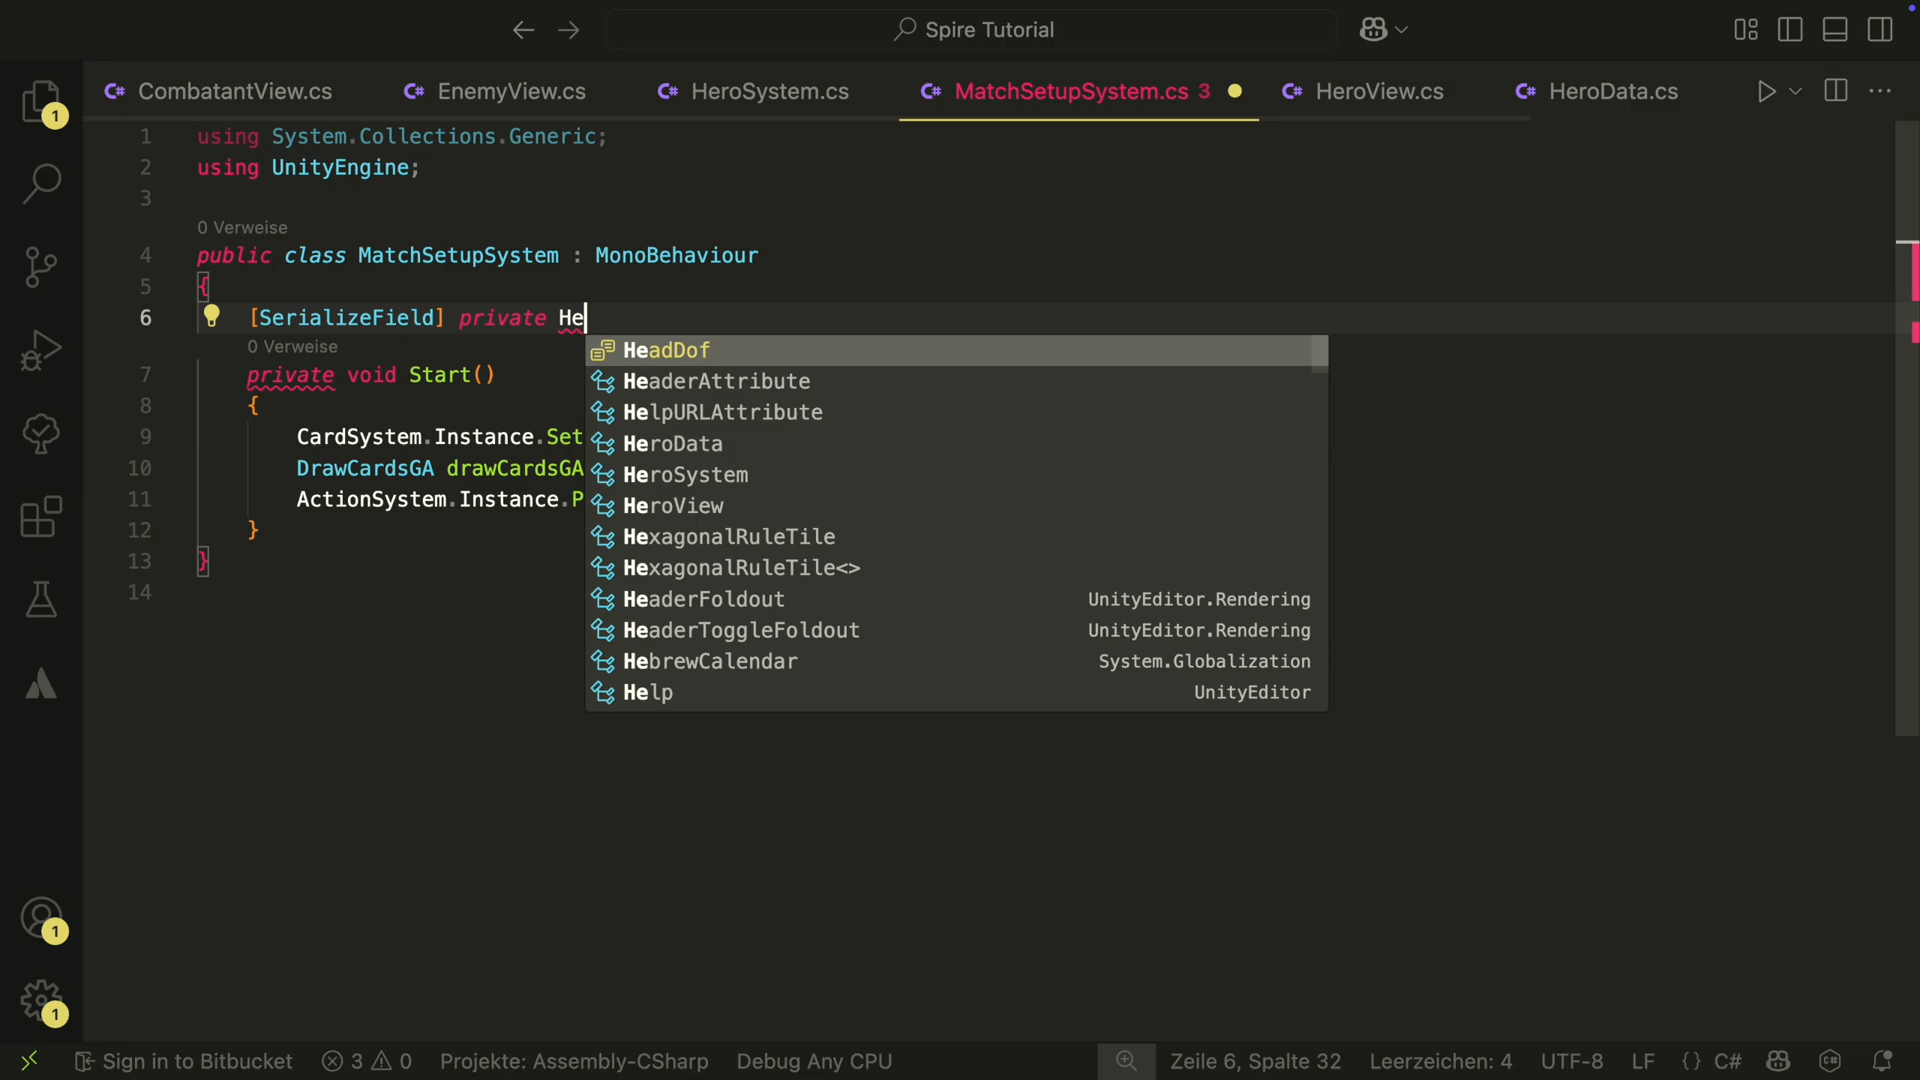 Spire Tutorial
CombatantView.cs
EnemyView.cs
HeroSystem.cs
MatchSetupSystem.cs 3
HeroView.cs
HeroData.cs
1 using System.Collections.Generic;
2 using UnityEngine;
3
0 Verweise
4 public class MatchSetupSystem : MonoBehaviour
5 {
6 [SerializeField] private He
0 Verweise
7 private void Start()
8 {
9 CardSystem.Instance.Set
10 DrawCardsGA drawCardsGA
11 ActionSystem.Instance.P
12 }
13 }
14
HeadDof
HeaderAttribute
HelpURLAttribute
HeroData
HeroSystem
HeroView
HexagonalRuleTile
HexagonalRuleTile<>
HeaderFoldout UnityEditor.Rendering
HeaderToggleFoldout UnityEditor.Rendering
HebrewCalendar System.Globalization
Help UnityEditor
1
1
1
Sign in to Bitbucket 3 0 Projekte: Assembly-CSharp Debug Any CPU Zeile 6, Spalte 32 Leerzeichen: 4 UTF-8 LF {} C#